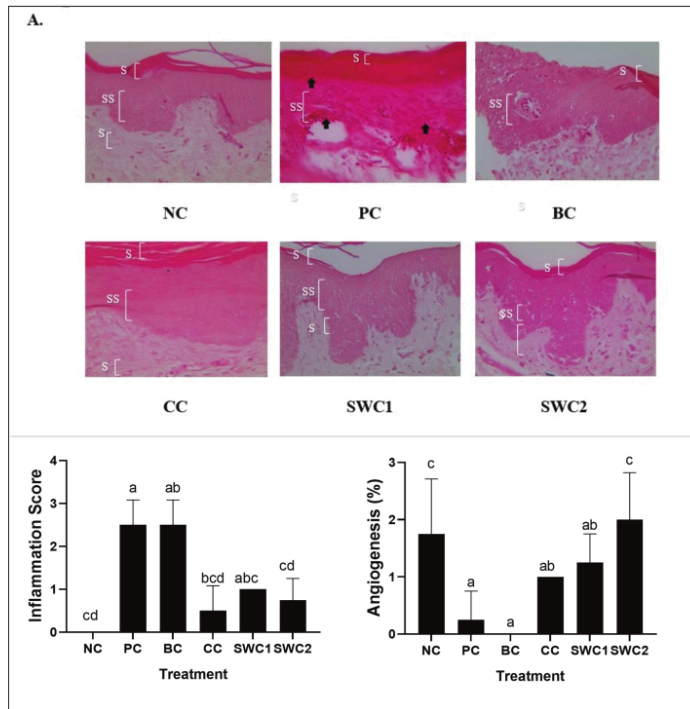 A.
S
SS
S
S
SS
S
SS
NC
PC
BC
S
S
S
SS
S
S
SS
S
S
SS
S
CC
SWC1
SWC2
Inflammation Score
4
3
2
1
0
cd
a
ab
bcd
abc
cd
NC PC BC CC SWC1 SWC2
Treatment
Angiogenesis (%)
3
2
1
0
c
a
a
ab
ab
c
NC PC BC CC SWC1 SWC2
Treatment